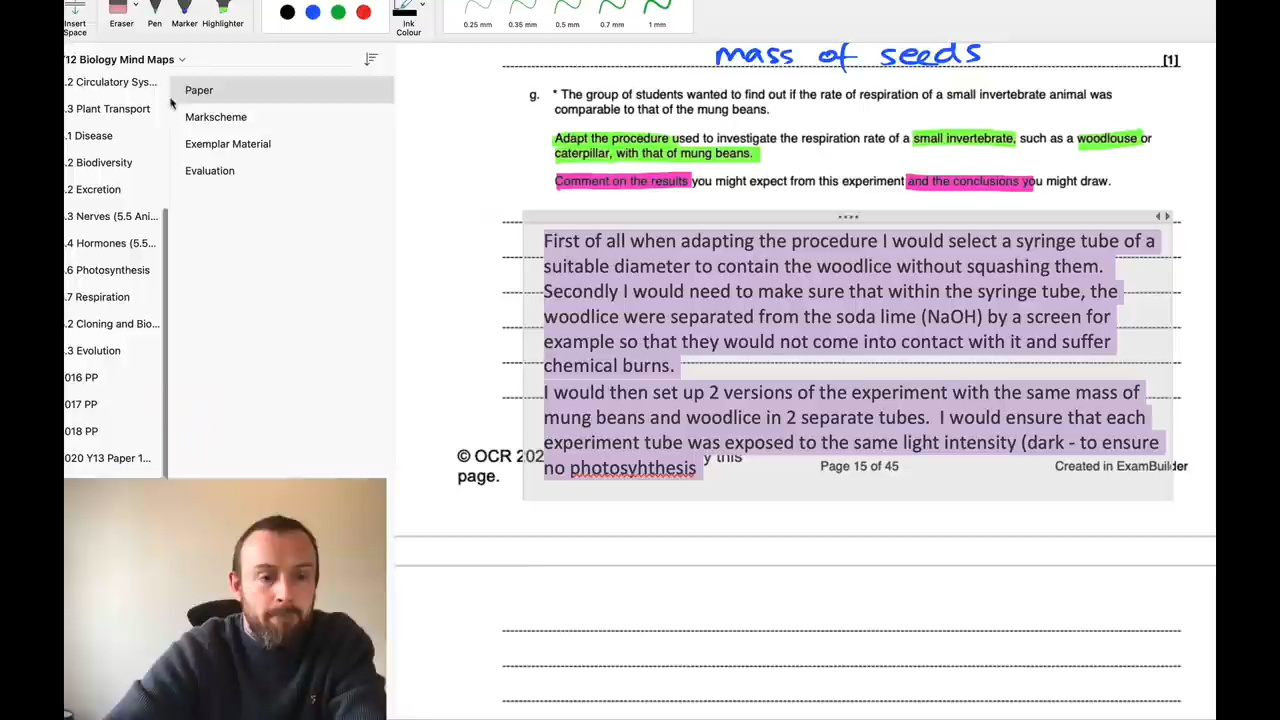 Insert
Space
Eraser
Pen
Marker
Highlighter
Ink
Colour
0.25 mm
0.35 mm
0.5 mm
0.7 mm
1 mm
12 Biology Mind Maps
.2 Circulatory Sys...
.3 Plant Transport
.1 Disease
.2 Biodiversity
.2 Excretion
.3 Nerves (5.5 Ani...
.4 Hormones (5.5...
.6 Photosynthesis
.7 Respiration
.2 Cloning and Bio...
.3 Evolution
016 PP
017 PP
018 PP
020 Y13 Paper 1...
Paper
Markscheme
Exemplar Material
Evaluation
mass of seeds
[1]
g. * The group of students wanted to find out if the rate of respiration of a small invertebrate animal was
comparable to that of the mung beans.
Adapt the procedure used to investigate the respiration rate of a small invertebrate, such as a woodlouse or
caterpillar, with that of mung beans.
Comment on the results you might expect from this experiment and the conclusions you might draw.
First of all when adapting the procedure I would select a syringe tube of a
suitable diameter to contain the woodlice without squashing them.
Secondly I would need to make sure that within the syringe tube, the
woodlice were separated from the soda lime (NaOH) by a screen for
example so that they would not come into contact with it and suffer
chemical burns.
I would then set up 2 versions of the experiment with the same mass of
mung beans and woodlice in 2 separate tubes. I would ensure that each
experiment tube was exposed to the same light intensity (dark - to ensure
no photosyhthesis
© OCR 202
y this
page.
Page 15 of 45
Created in ExamBuilder